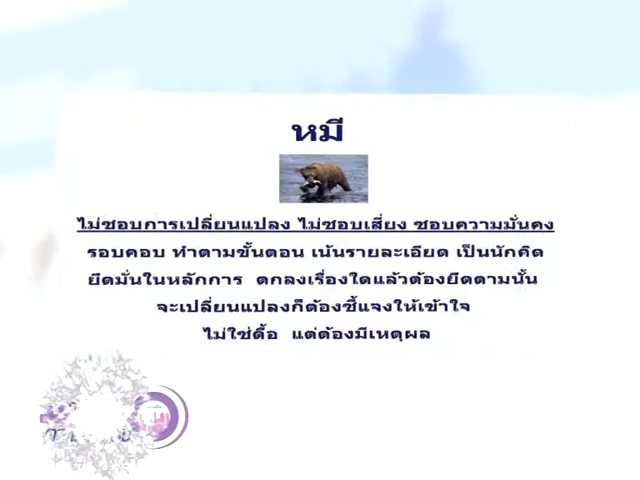 หมี
ไม่ชอบการเปลี่ยนแปลง ไม่ชอบเสี่ยง ชอบความมั่นคง
รอบคอบ ทำตามขั้นตอน เน้นรายละเอียด เป็นนักคิด
ยึดมั่นในหลักการ ตกลงเรื่องใดแล้วต้องยึดตามนั้น
จะเปลี่ยนแปลงก็ต้องชี้แจงให้เข้าใจ
ไม่ใช่ดื้อ แต่ต้องมีเหตุผล